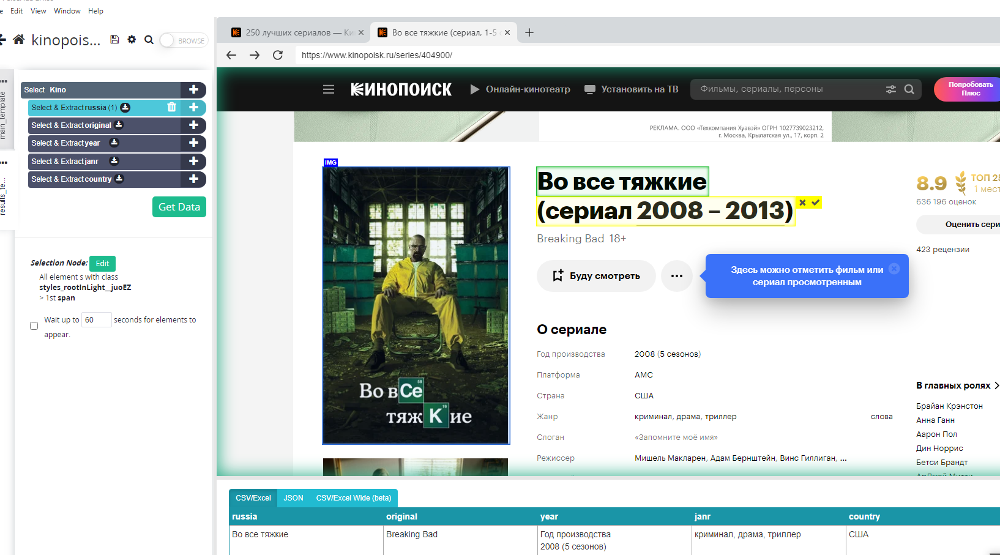 Edit View Window Help
kinopois...
BROWSE
main_template
results_te...
Select Kino
Select & Extract russia (1)
Select & Extract original
Select & Extract year
Select & Extract janr
Select & Extract country
Get Data
Selection Node: Edit
All element s with class
styles_rootInLight__juoEZ
> 1st span
Wait up to 60 seconds for elements to
appear.
250 лучших сериалов — Ки
Во все тяжкие (сериал, 1-5
https://www.kinopoisk.ru/series/404900/
КИНОПОИСК
Онлайн-кинотеатр
Установить на ТВ
Фильмы, сериалы, персоны
Попробовать
Плюс
РЕКЛАМА. ООО «Техкомпания Хуавэй» ОГРН 1027739023212,
г. Москва, Крылатская ул., 17, корп. 2
IMG
Во все тяжкие
(сериал 2008 – 2013)
Breaking Bad 18+
Буду смотреть
Здесь можно отметить фильм или
сериал просмотренным
8.9
ТОП 25
1 мест
636 196 оценок
Оценить сери
423 рецензии
Во вСе
58
тяжКие
19
О сериале
Год производства 2008 (5 сезонов)
Платформа AMC
Страна США
Жанр криминал, драма, триллер слова
Слоган «Запомните моё имя»
Режиссер Мишель Макларен, Адам Бернштейн, Винс Гиллиган, ...
В главных ролях
Брайан Крэнстон
Анна Ганн
Аарон Пол
Дин Норрис
Бетси Брандт
CSV/Excel JSON CSV/Excel Wide (beta)
russia original year janr country
Во все тяжкие Breaking Bad Год производства криминал, драма, триллер США
2008 (5 сезонов)